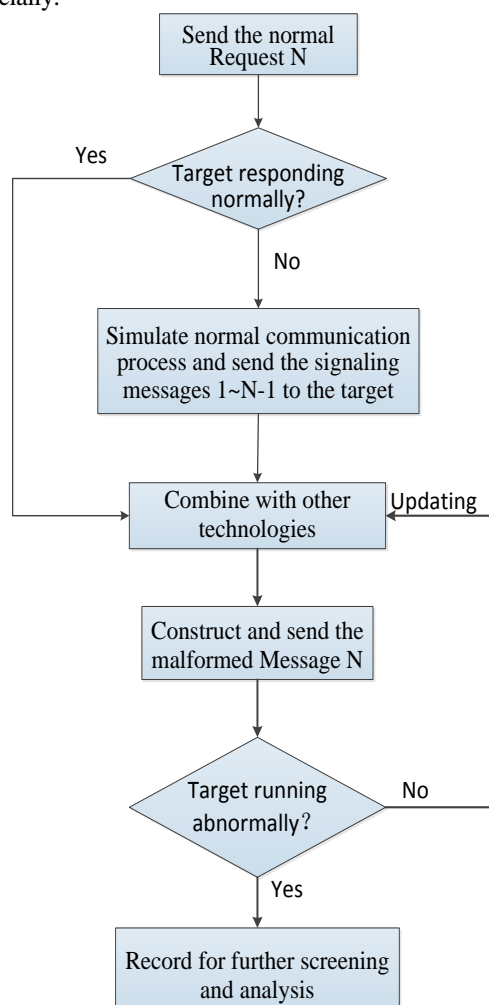 cially.
Send the normal
Request N
Yes
Target responding
normally?
No
Simulate normal communication
process and send the signaling
messages 1~N-1 to the target
Combine with other
technologies
Updating
Construct and send the
malformed Message N
Target running
abnormally？
No
Yes
Record for further screening
and analysis